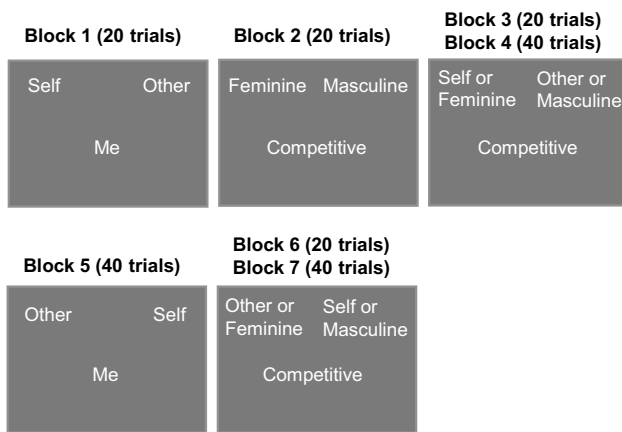 Block 1 (20 trials)
Self Other
Me
Block 2 (20 trials)
Feminine Masculine
Competitive
Block 3 (20 trials)
Block 4 (40 trials)
Self or Other or
Feminine Masculine
Competitive
Block 5 (40 trials)
Other Self
Me
Block 6 (20 trials)
Block 7 (40 trials)
Other or Self or
Feminine Masculine
Competitive